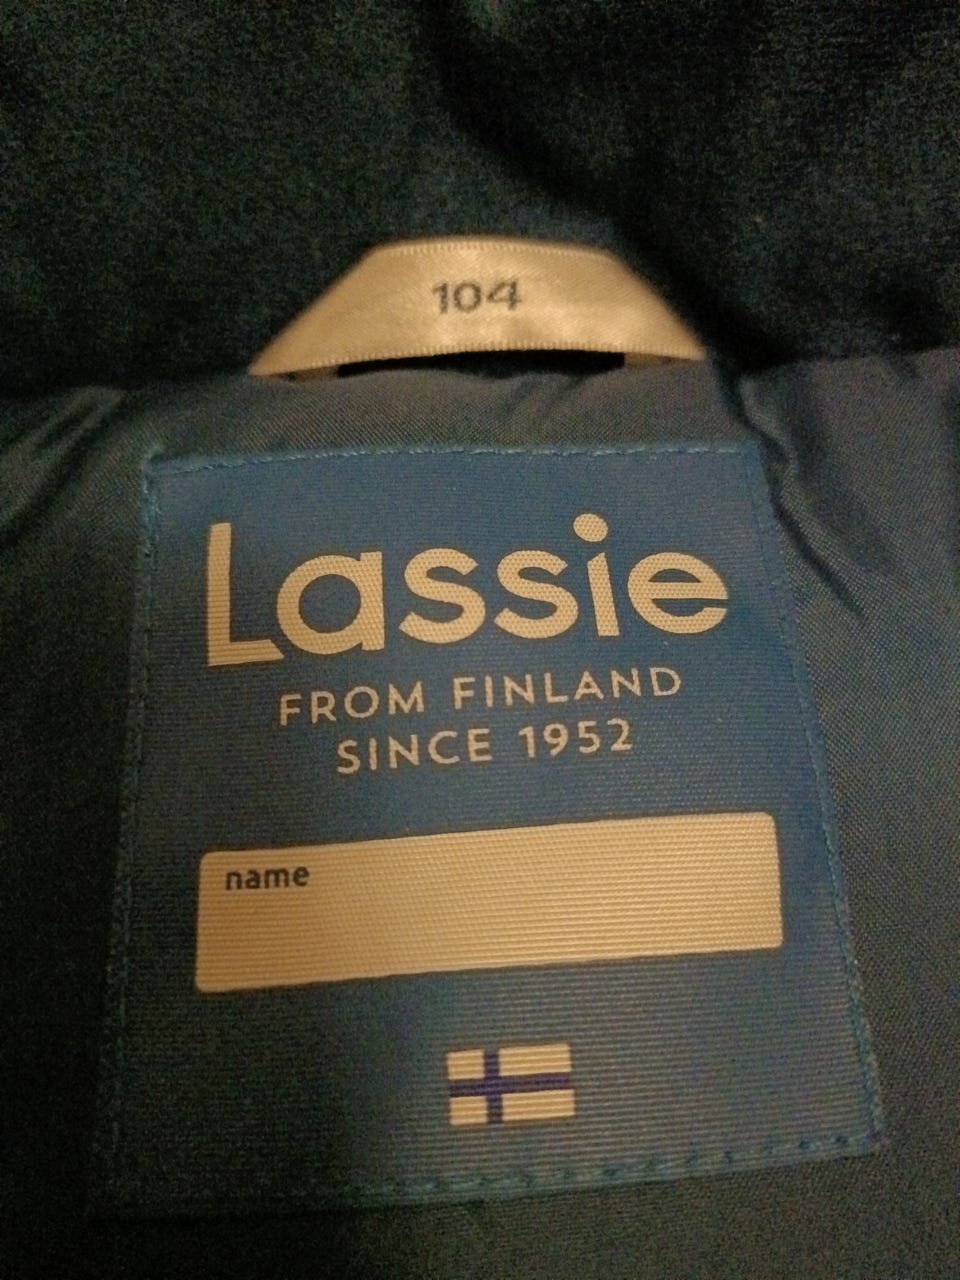 104
Lassie
FROM FINLAND
SINCE 1952
name